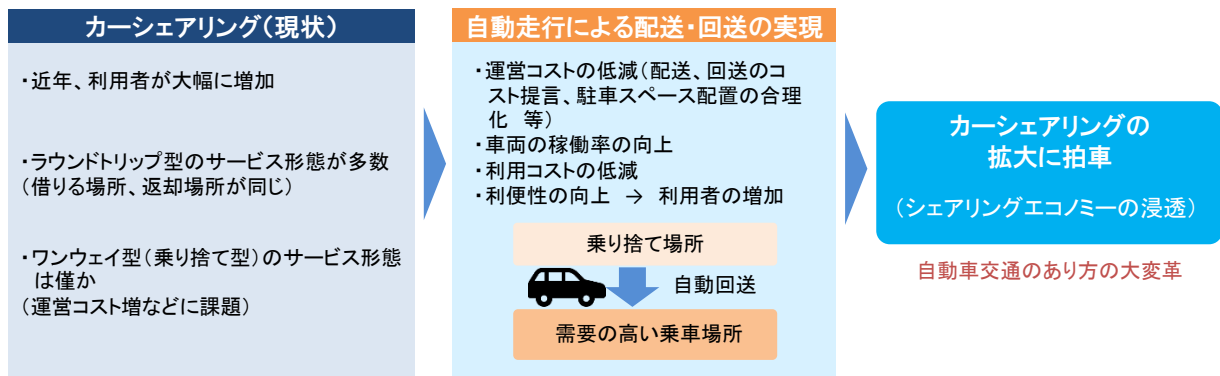 カーシェアリング(現状)
・近年、利用者が大幅に増加
・ラウンドトリップ型のサービス形態が多数
(借りる場所、返却場所が同じ)
・ワンウェイ型(乗り捨て型)のサービス形態
は僅か
(運営コスト増などに課題)
自動走行による配送・回送の実現
・運営コストの低減(配送、回送のコ
スト提言、駐車スペース配置の合理
化 等)
・車両の稼働率の向上
・利用コストの低減
・利便性の向上 → 利用者の増加
乗り捨て場所
自動回送
需要の高い乗車場所
カーシェアリングの
拡大に拍車
(シェアリングエコノミーの浸透)
自動車交通のあり方の大変革